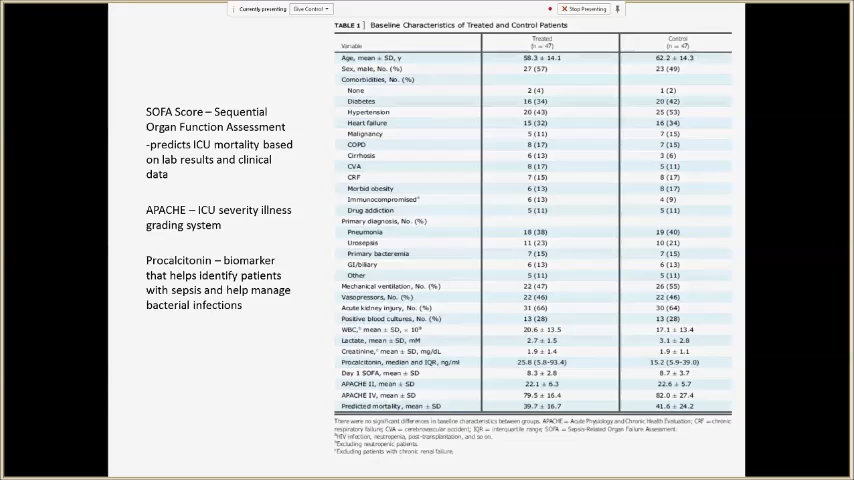 Currently presenting
Give Control
Stop Presenting
SOFA Score – Sequential
Organ Function Assessment
-predicts ICU mortality based
on lab results and clinical
data
APACHE – ICU severity illness
grading system
Procalcitonin – biomarker
that helps identify patients
with sepsis and help manage
bacterial infections
TABLE 1 ] Baseline Characteristics of Treated and Control Patients
Variable Treated (n = 47) Control (n = 47)
Age, mean ± SD, y 58.3 ± 14.1 62.2 ± 14.3
Sex, male, No. (%) 27 (57) 23 (49)
Comorbidities, No. (%)
None 2 (4) 1 (2)
Diabetes 16 (34) 20 (42)
Hypertension 20 (43) 25 (53)
Heart failure 15 (32) 16 (34)
Malignancy 5 (11) 7 (15)
COPD 8 (17) 7 (15)
Cirrhosis 6 (13) 3 (6)
CVA 8 (17) 5 (11)
CRF 7 (15) 8 (17)
Morbid obesity 6 (13) 8 (17)
Immunocompromisedᵃ 6 (13) 4 (9)
Drug addiction 5 (11) 5 (11)
Primary diagnosis, No. (%)
Pneumonia 18 (38) 19 (40)
Urosepsis 11 (23) 10 (21)
Primary bacteremia 7 (15) 7 (15)
GI/biliary 6 (13) 6 (13)
Other 5 (11) 5 (11)
Mechanical ventilation, No. (%) 22 (47) 26 (55)
Vasopressors, No. (%) 22 (46) 22 (46)
Acute kidney injury, No. (%) 31 (66) 30 (64)
Positive blood cultures, No. (%) 13 (28) 13 (28)
WBC,ᵇ mean ± SD, × 10⁹ 20.6 ± 13.5 17.1 ± 13.4
Lactate, mean ± SD, mM 2.7 ± 1.5 3.1 ± 2.8
Creatinine,ᶜ mean ± SD, mg/dL 1.9 ± 1.4 1.9 ± 1.1
Procalcitonin, median and IQR, ng/ml 25.8 (5.8-93.4) 15.2 (5.9-39.0)
Day 1 SOFA, mean ± SD 8.3 ± 2.8 8.7 ± 3.7
APACHE II, mean ± SD 22.1 ± 6.3 22.6 ± 5.7
APACHE IV, mean ± SD 79.5 ± 16.4 82.0 ± 27.4
Predicted mortality, mean ± SD 39.7 ± 16.7 41.6 ± 24.2
There were no significant differences in baseline characteristics between groups. APACHE = Acute Physiology and Chronic Health Evaluation; CRF = chronic
respiratory failure; CVA = cerebrovascular accident; IQR = interquartile range; SOFA = Sepsis-Related Organ Failure Assessment.
ᵃHIV infection, neutropenia, post-transplantation, and so on.
ᵇExcluding neutropenic patients.
ᶜExcluding patients with chronic renal failure.